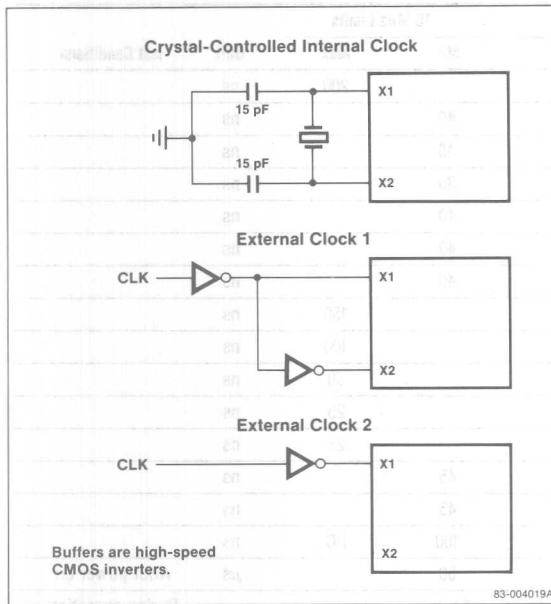 Crystal-Controlled Internal Clock
X1
15 pF
15 pF
X2
External Clock 1
CLK
X1
X2
External Clock 2
CLK
X1
Buffers are high-speed
CMOS inverters.
X2
83-004019A